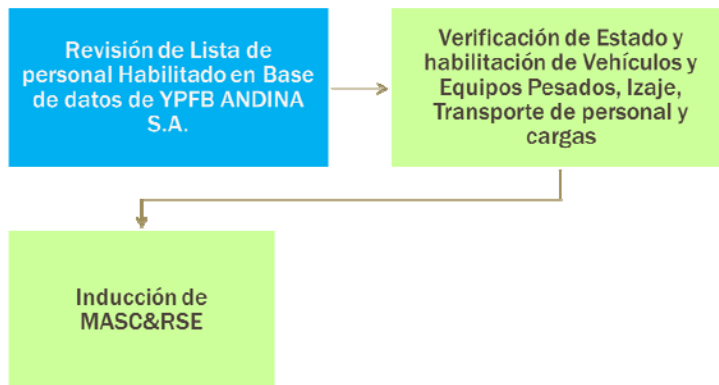 Revisión de Lista de
personal Habilitado en Base
de datos de YPFB ANDINA
S.A.
Verificación de Estado y
habilitación de Vehículos y
Equipos Pesados, Izaje,
Transporte de personal y
cargas
Inducción de
MASC&RSE